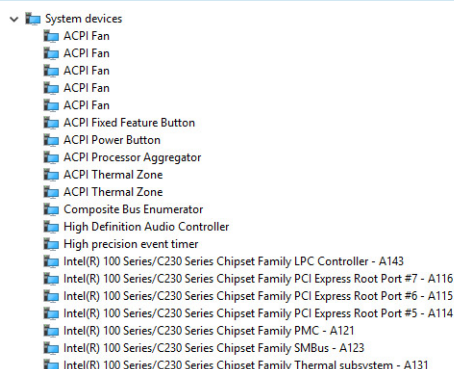 System devices
ACPI Fan
ACPI Fan
ACPI Fan
ACPI Fan
ACPI Fan
ACPI Fixed Feature Button
ACPI Power Button
ACPI Processor Aggregator
ACPI Thermal Zone
ACPI Thermal Zone
Composite Bus Enumerator
High Definition Audio Controller
High precision event timer
Intel(R) 100 Series/C230 Series Chipset Family LPC Controller - A143
Intel(R) 100 Series/C230 Series Chipset Family PCI Express Root Port #7 - A116
Intel(R) 100 Series/C230 Series Chipset Family PCI Express Root Port #6 - A115
Intel(R) 100 Series/C230 Series Chipset Family PCI Express Root Port #5 - A114
Intel(R) 100 Series/C230 Series Chipset Family PMC - A121
Intel(R) 100 Series/C230 Series Chipset Family SMBus - A123
Intel(R) 100 Series/C230 Series Chipset Family Thermal subsystem - A131